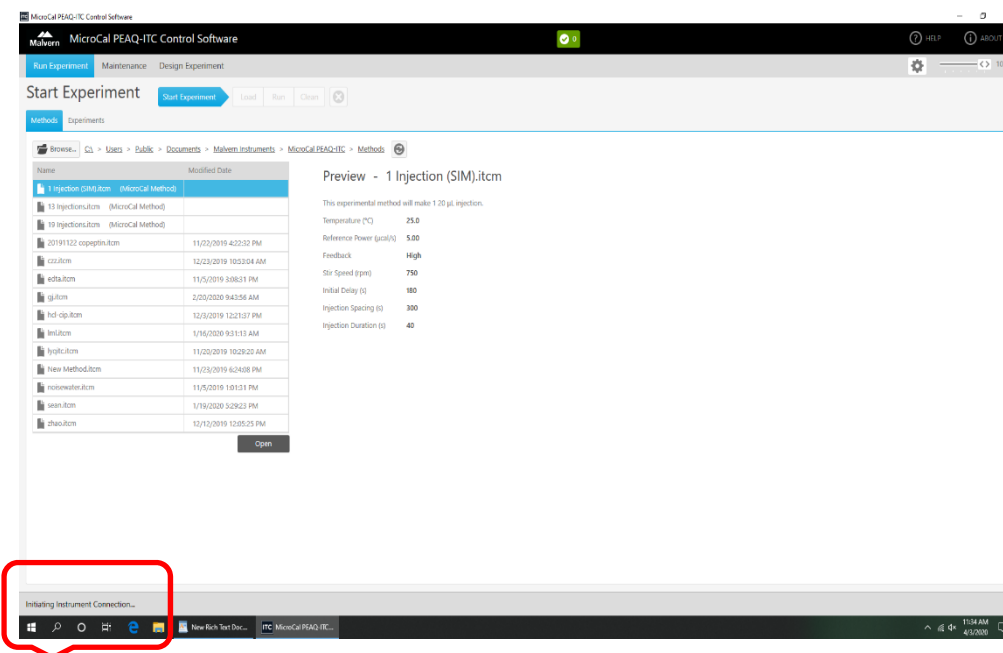 ITC MicroCal PEAQ-ITC Control Software
Malvern MicroCal PEAQ-ITC Control Software 0 HELP ABOUT
Run Experiment Maintenance Design Experiment
Start Experiment Start Experiment Load Run Clean
Methods Experiments
Browse... C:\ > Users > Public > Documents > Malvern Instruments > MicroCal PEAQ-ITC > Methods
Name Modified Date
Preview - 1 Injection (SIM).itcm
1 Injection (SIM).itcm (MicroCal Method)
13 Injections.itcm (MicroCal Method)
19 Injections.itcm (MicroCal Method)
20191122 copeptin.itcm 11/22/2019 4:22:32 PM
czz.itcm 12/23/2019 10:53:04 AM
edta.itcm 11/5/2019 3:08:31 PM
gj.itcm 2/20/2020 9:43:56 AM
hcl-cip.itcm 12/3/2019 12:21:37 PM
lml.itcm 1/16/2020 9:31:13 AM
lyqitc.itcm 11/20/2019 10:29:20 AM
New Method.itcm 11/23/2019 6:24:08 PM
noisewater.itcm 11/5/2019 1:01:31 PM
sean.itcm 1/19/2020 5:29:23 PM
zhao.itcm 12/12/2019 12:05:25 PM
Open
This experimental method will make 1 20 µL injection.
Temperature (°C) 25.0
Reference Power (µcal/s) 5.00
Feedback High
Stir Speed (rpm) 750
Initial Delay (s) 180
Injection Spacing (s) 300
Injection Duration (s) 40
Initiating Instrument Connection...
New Rich Text Doc... ITC MicroCal PEAQ-ITC... 11:34 AM
4/3/2020